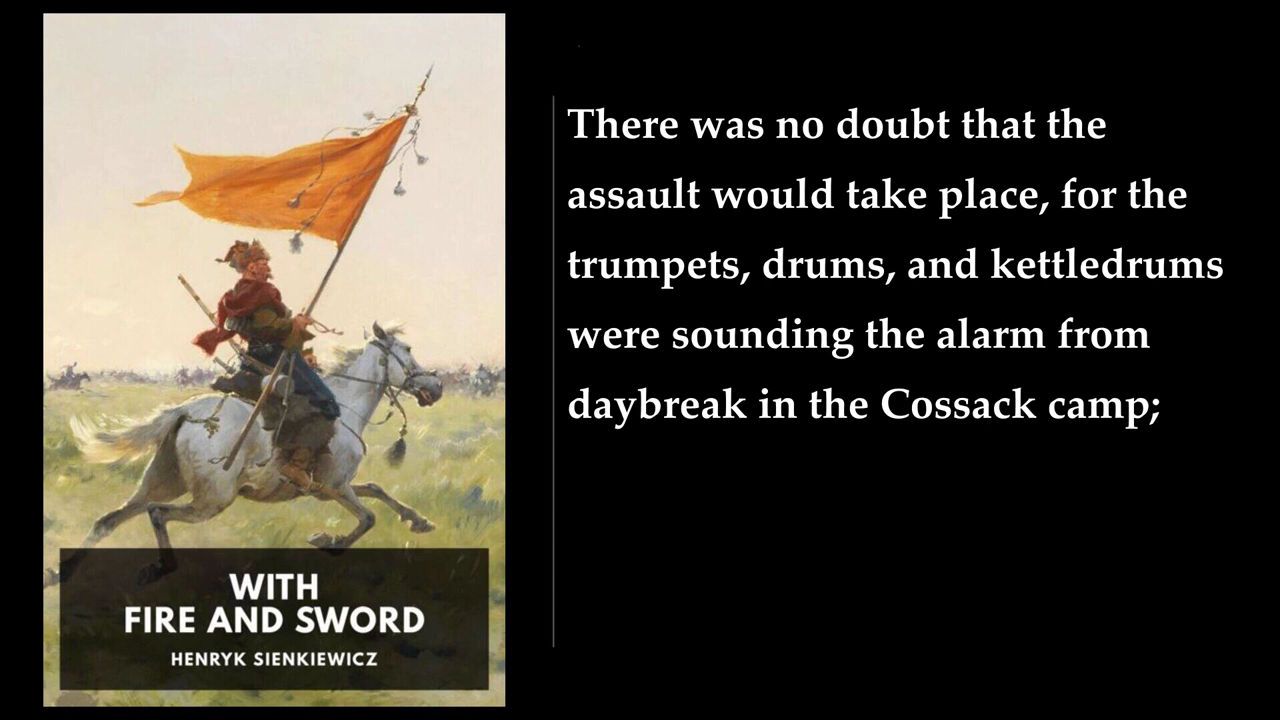 There was no doubt that the
assault would take place, for the
trumpets, drums, and kettledrums
were sounding the alarm from
daybreak in the Cossack camp;
WITH
FIRE AND SWORD
HENRYK SIENKIEWICZ